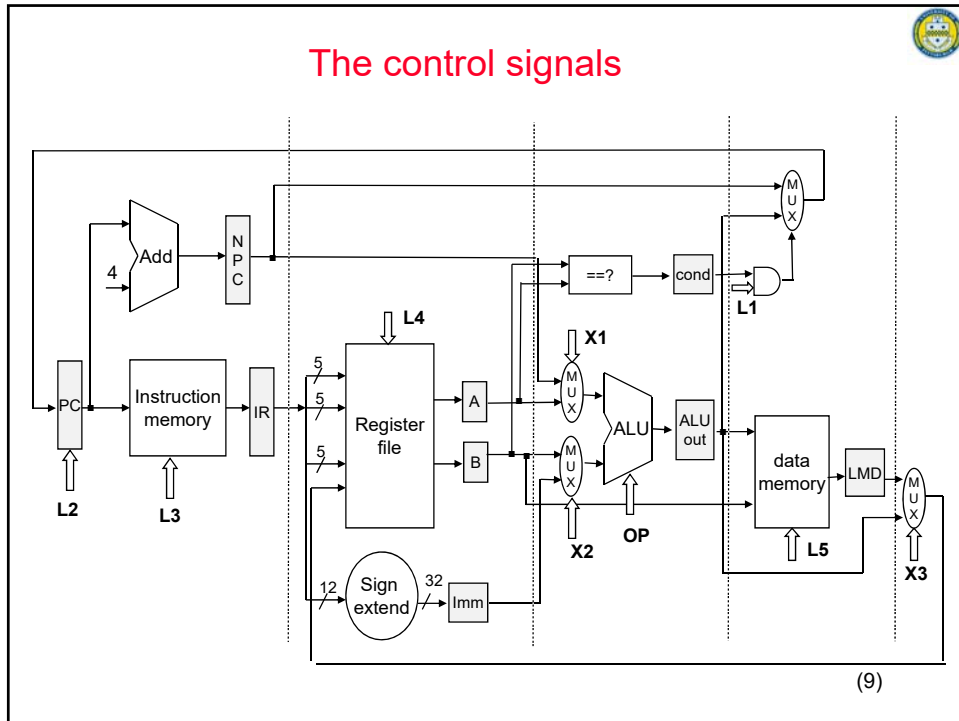 The control signals
M
U
X
N
P
C
Add
4
==?
cond
L1
L4
X1
PC
Instruction
memory
IR
5
5
5
Register
file
A
B
M
U
X
M
U
X
ALU
ALU
out
data
memory
LMD
M
U
X
L2
L3
X2
OP
L5
X3
12
Sign
extend
32
Imm
(9)